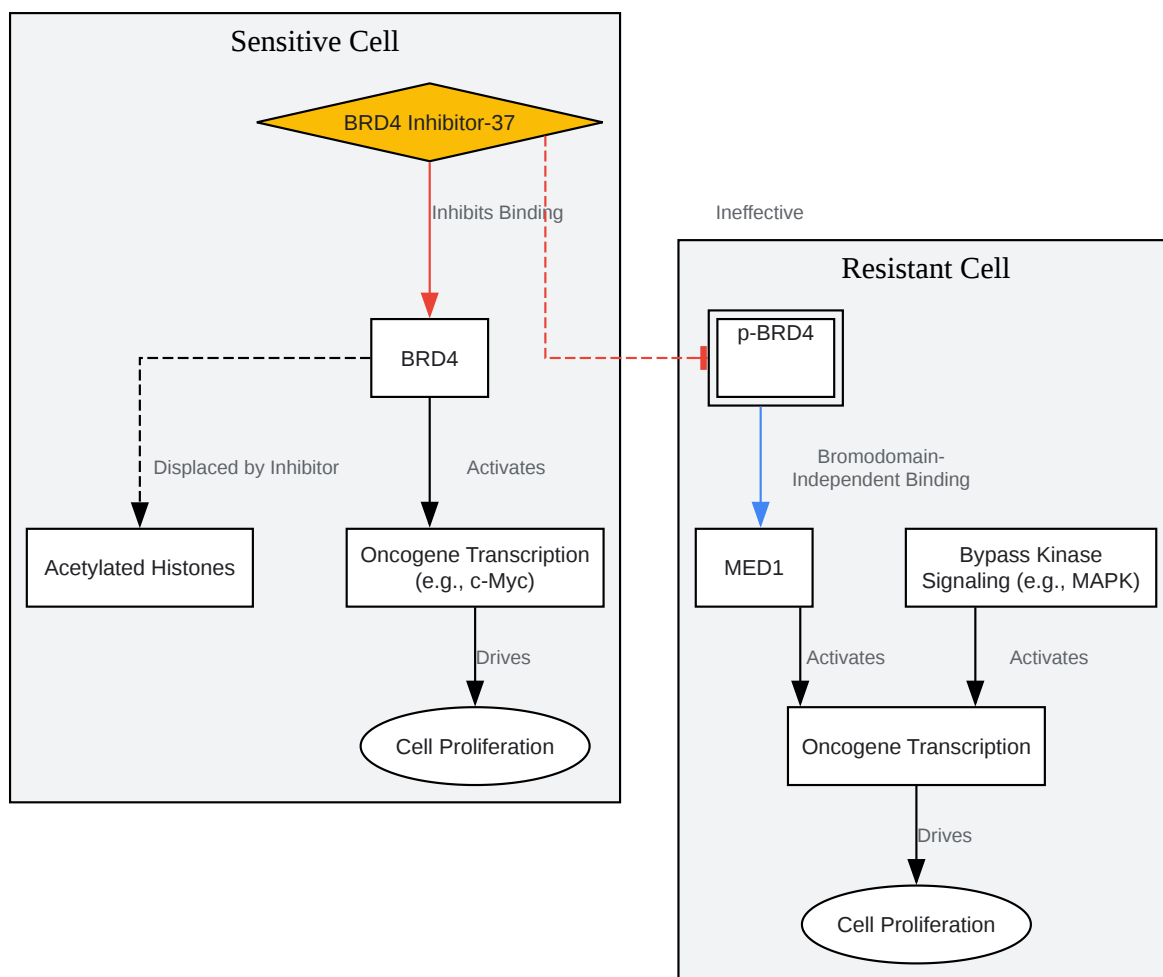 Sensitive Cell
BRD4 Inhibitor-37
Inhibits Binding
Ineffective
Resistant Cell
p-BRD4
BRD4
Displaced by Inhibitor
Activates
Bromodomain-
Independent Binding
Acetylated Histones
Oncogene Transcription
(e.g., c-Myc)
MED1
Bypass Kinase
Signaling (e.g., MAPK)
Drives
Activates
Activates
Cell Proliferation
Oncogene Transcription
Drives
Cell Proliferation